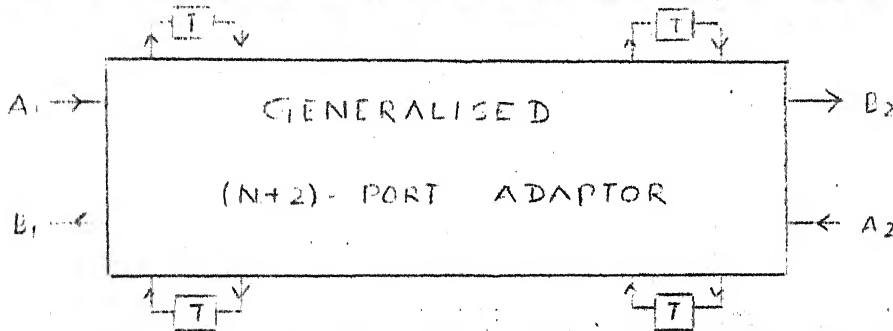 T T
A₁ GENERALISED B₂
B₁ (N+2)- PORT ADAPTOR A₂
T T